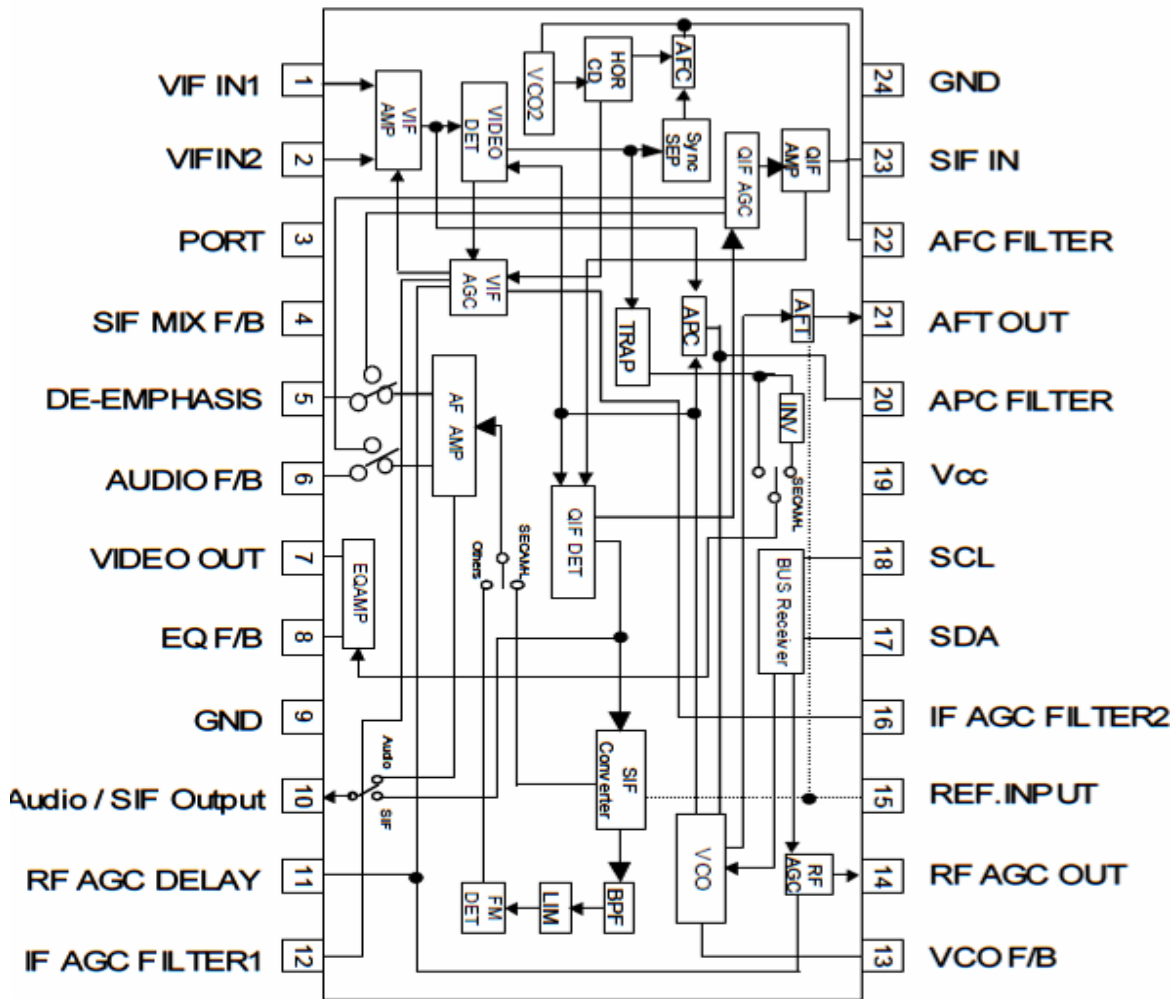 VIF IN1
1
VIFIN2
2
PORT
3
SIF MIX F/B
4
DE-EMPHASIS
5
AUDIO F/B
6
VIDEO OUT
7
EQ F/B
8
GND
9
Audio / SIF Output
10
RF AGC DELAY
11
IF AGC FILTER1
12
24
GND
23
SIF IN
22
AFC FILTER
21
AFT OUT
20
APC FILTER
19
Vcc
18
SCL
17
SDA
16
IF AGC FILTER2
15
REF.INPUT
14
RF AGC OUT
13
VCO F/B
VIF
AMP
VIDEO
DET
VCO2
HOR
CD
AFC
Sync
SEP
QIF AGC
QIF
AMP
VIF
AGC
TRAP
APC
AFT
INV
SECAM-L
AF AMP
QIF DET
SECAM-L
Others
EQAMP
BUS Receiver
Audio
SIF
SIF
Converter
VCO
RF
AGC
FM
DET
LIM
BPF